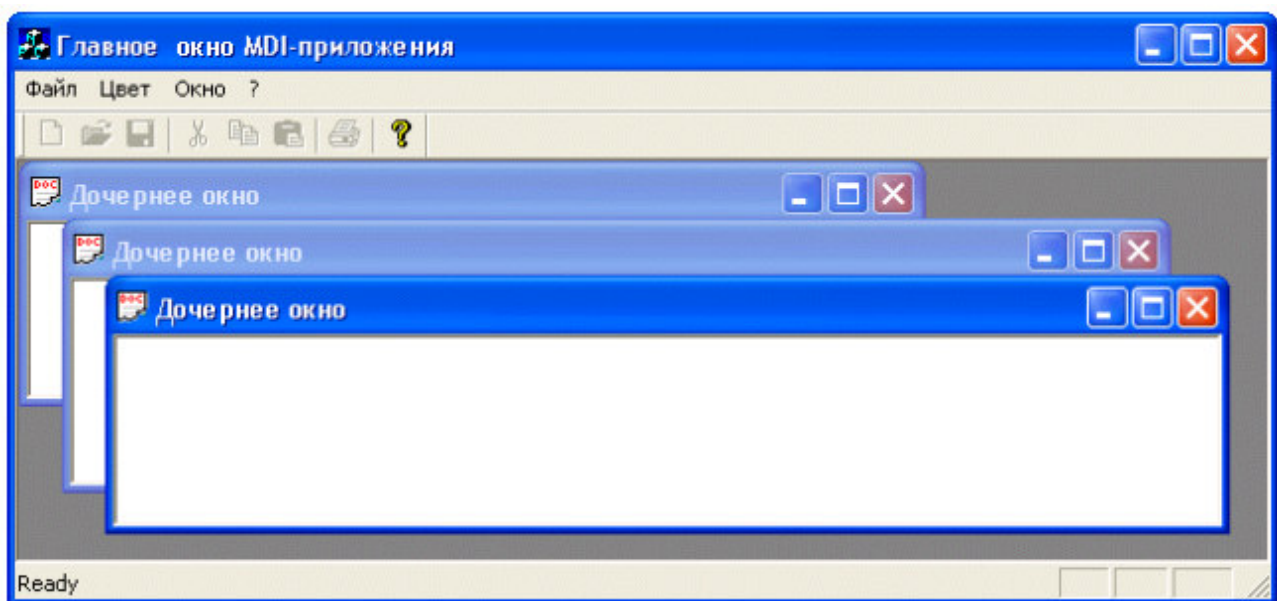 Главное окно MDI-приложения
Файл Цвет Окно ?
Дочернее окно
Дочернее окно
Дочернее окно
Ready